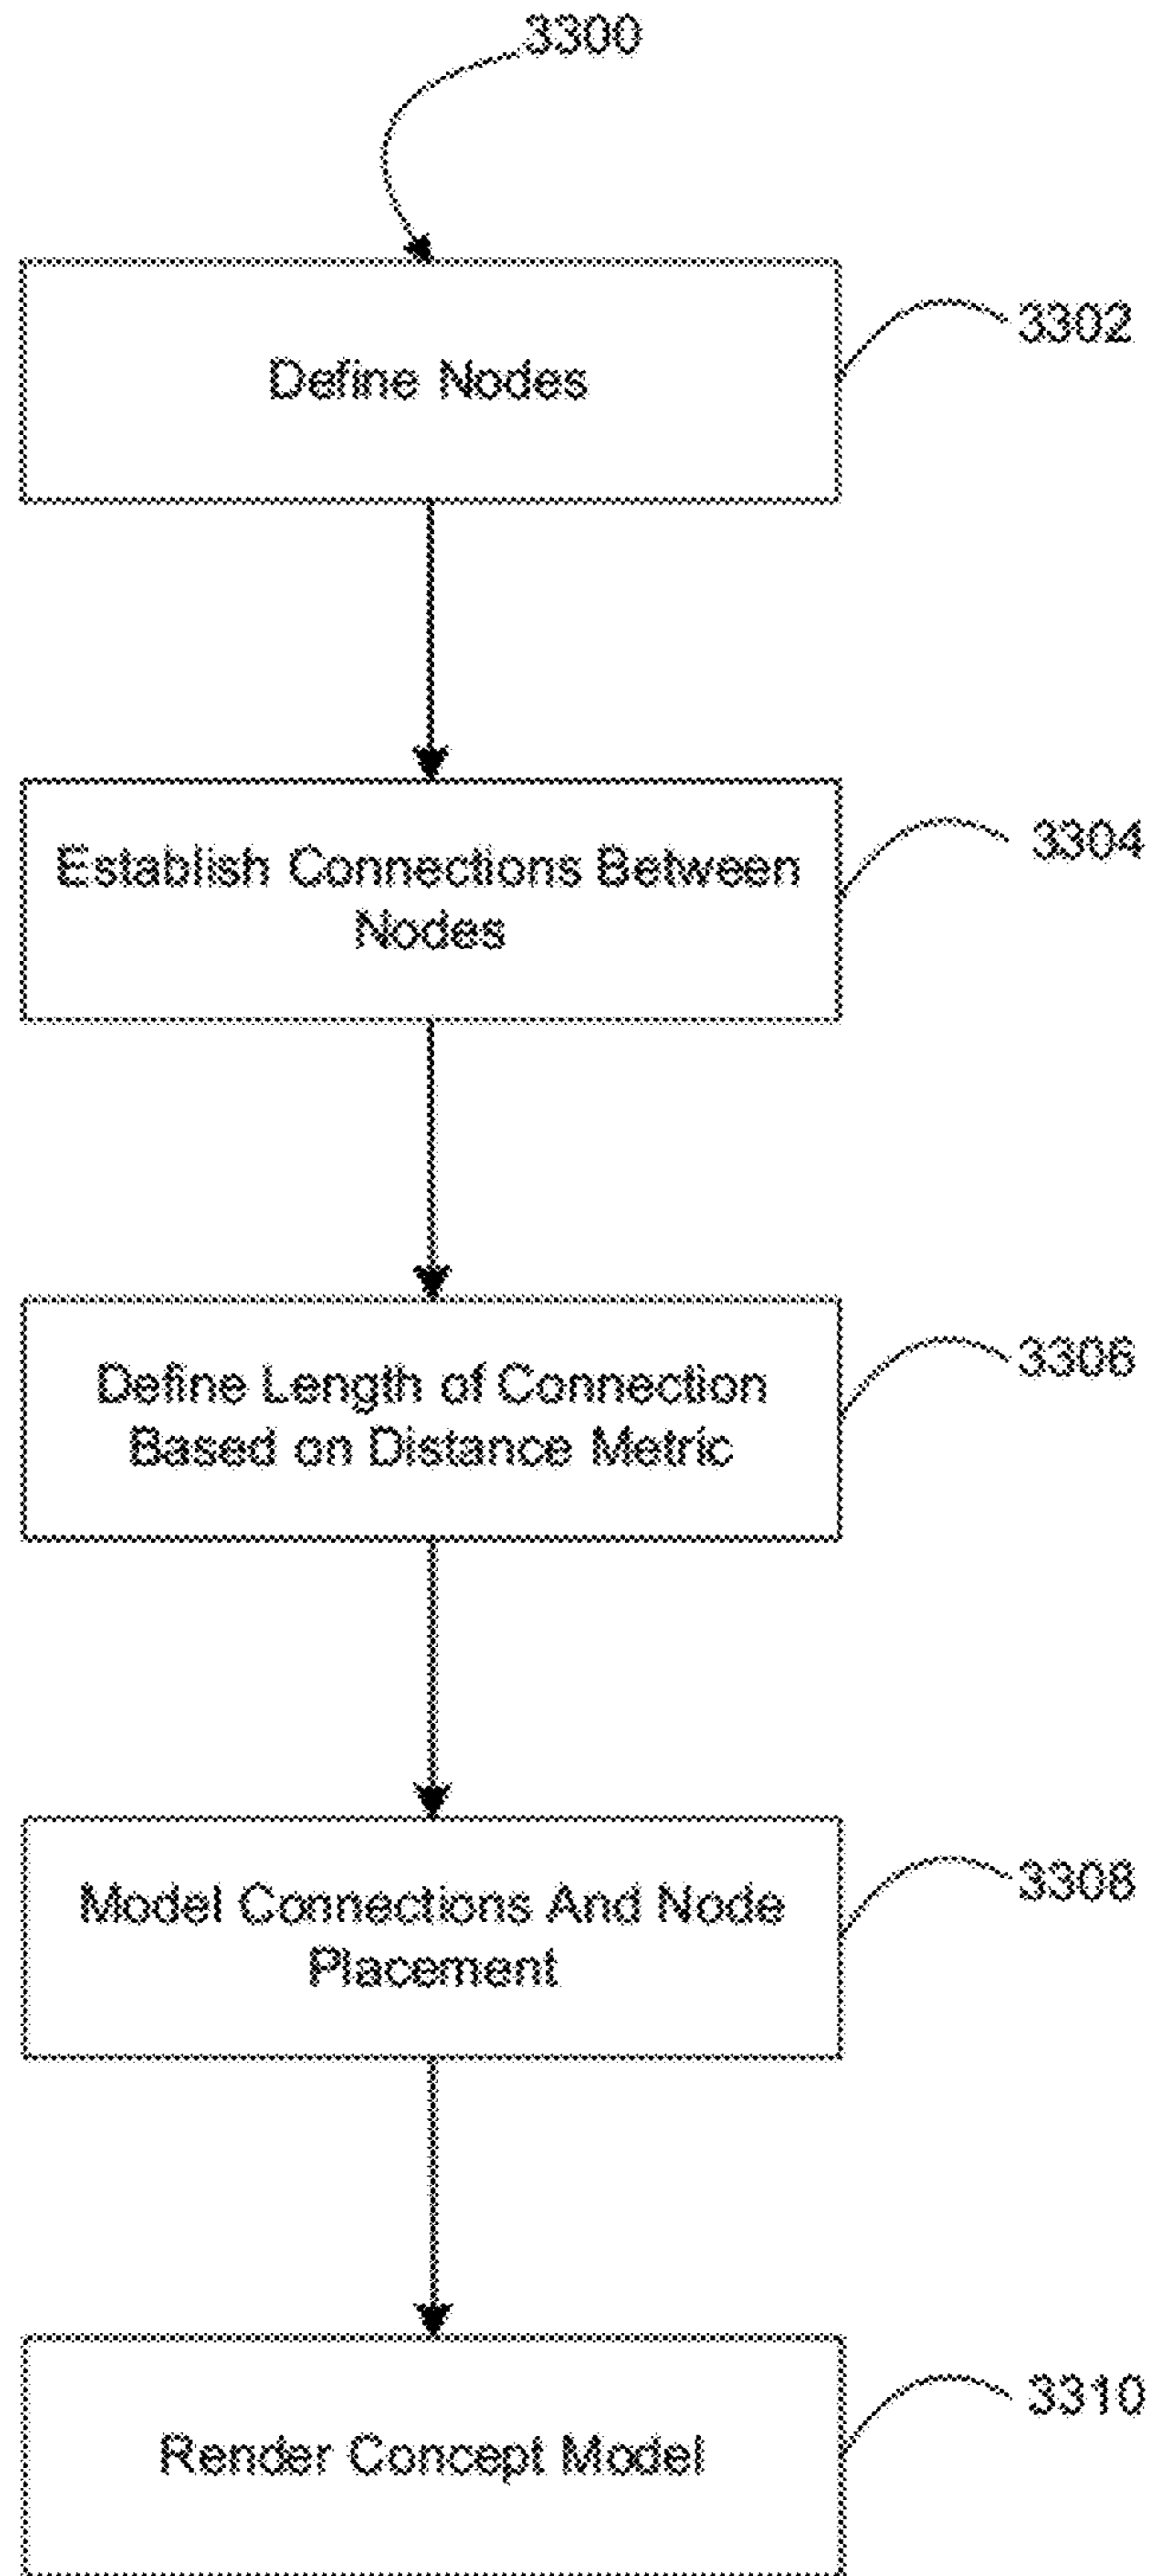 3300
Define Nodes
3302
Establish Connections Between
Nodes
3304
Define Length of Connection
Based on Distance Metric
3306
Model Connections And Node
Placement
3308
Render Concept Model
3310